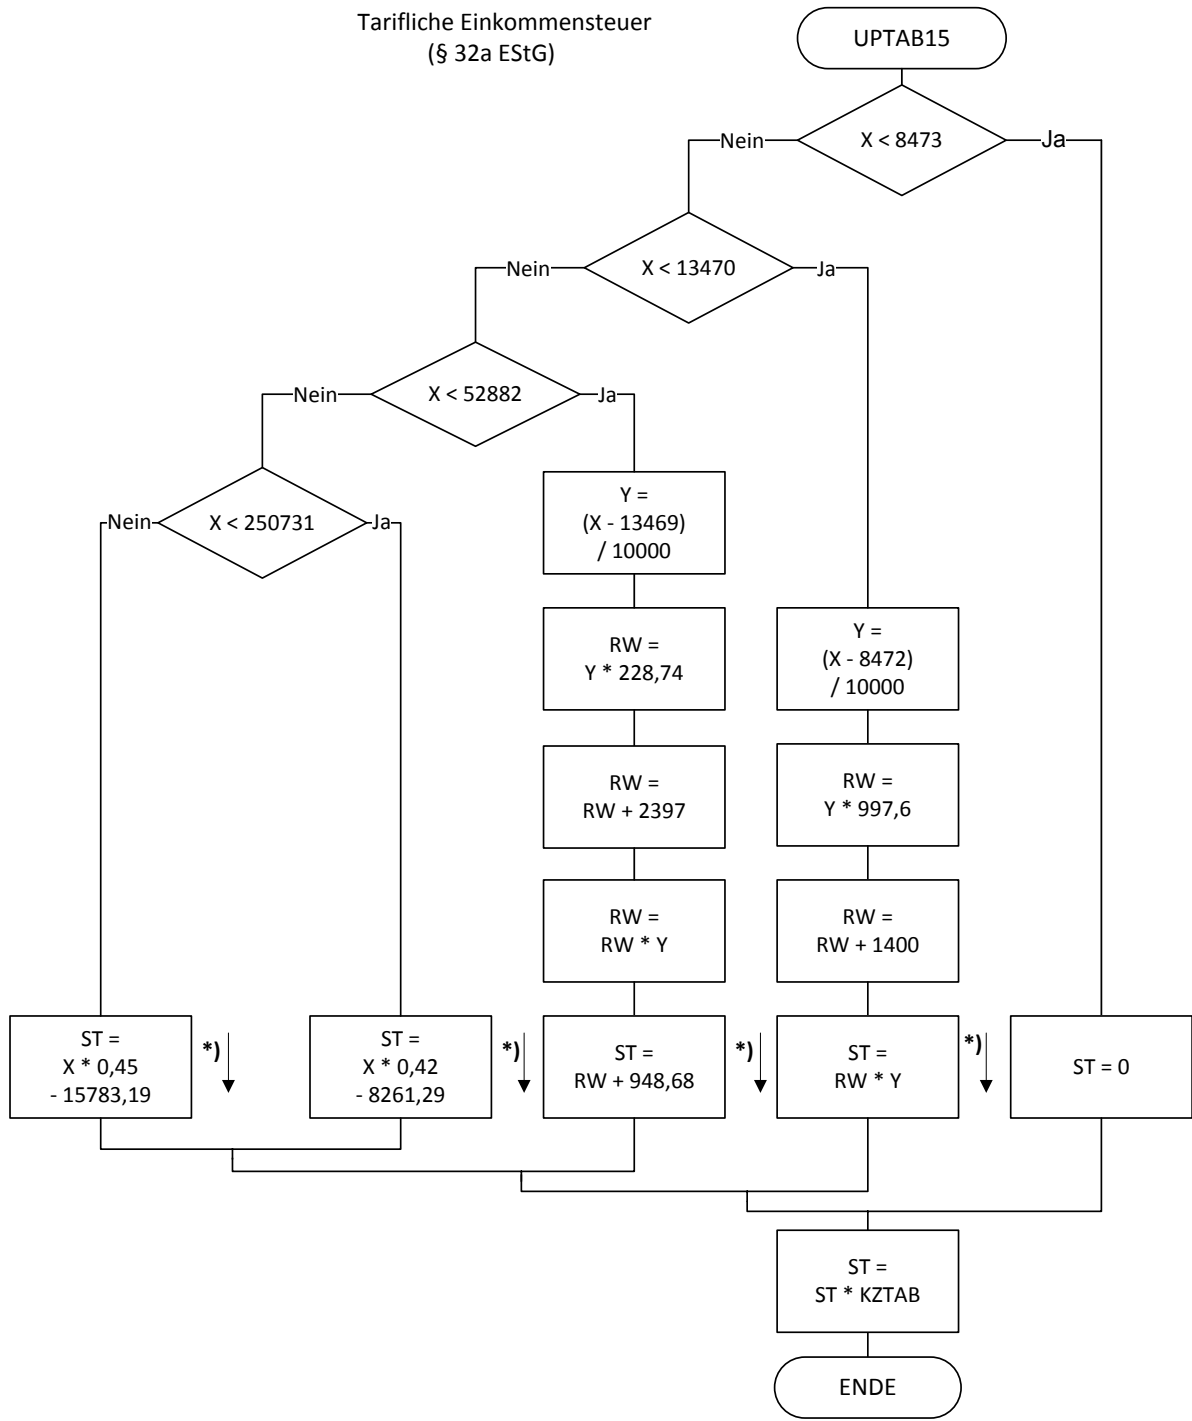 Tarifliche Einkommensteuer
(§ 32a EStG)
UPTAB15
X < 8473
Nein
Ja
X < 13470
Nein
Ja
X < 52882
Nein
Ja
X < 250731
Nein
Ja
Y =
(X - 13469)
/ 10000
RW =
Y * 228,74
RW =
RW + 2397
RW =
RW * Y
Y =
(X - 8472)
/ 10000
RW =
Y * 997,6
RW =
RW + 1400
ST =
X * 0,45
- 15783,19
*)
ST =
X * 0,42
- 8261,29
*)
ST =
RW + 948,68
*)
ST =
RW * Y
*)
ST = 0
ST =
ST * KZTAB
ENDE